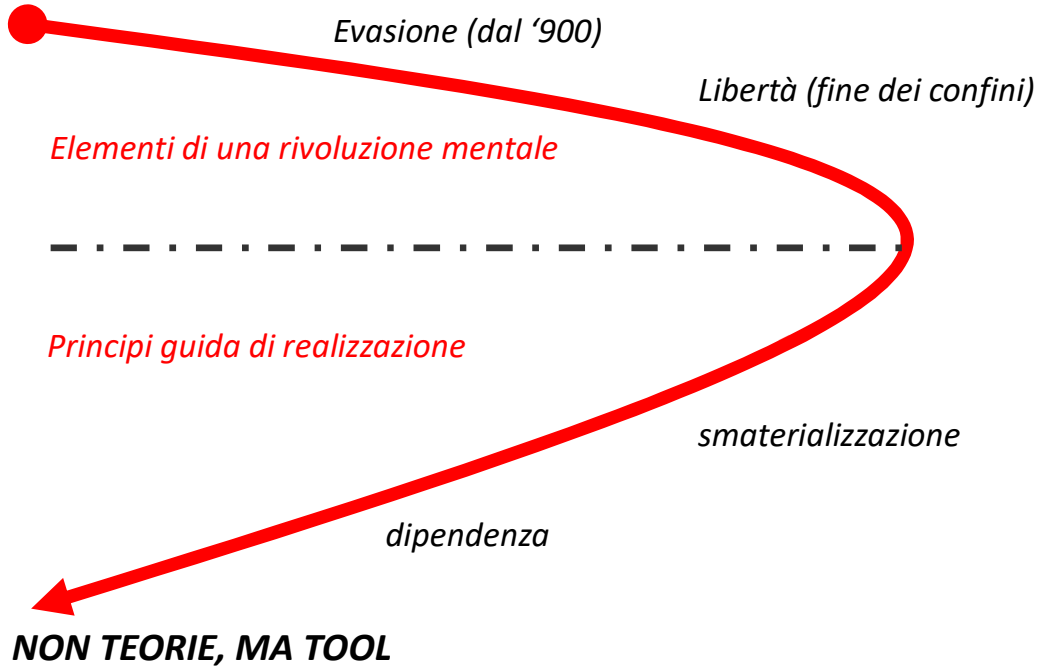 Evasione (dal ‘900)
Libertà (fine dei confini)
Elementi di una rivoluzione mentale
Principi guida di realizzazione
smaterializzazione
dipendenza
NON TEORIE, MA TOOL